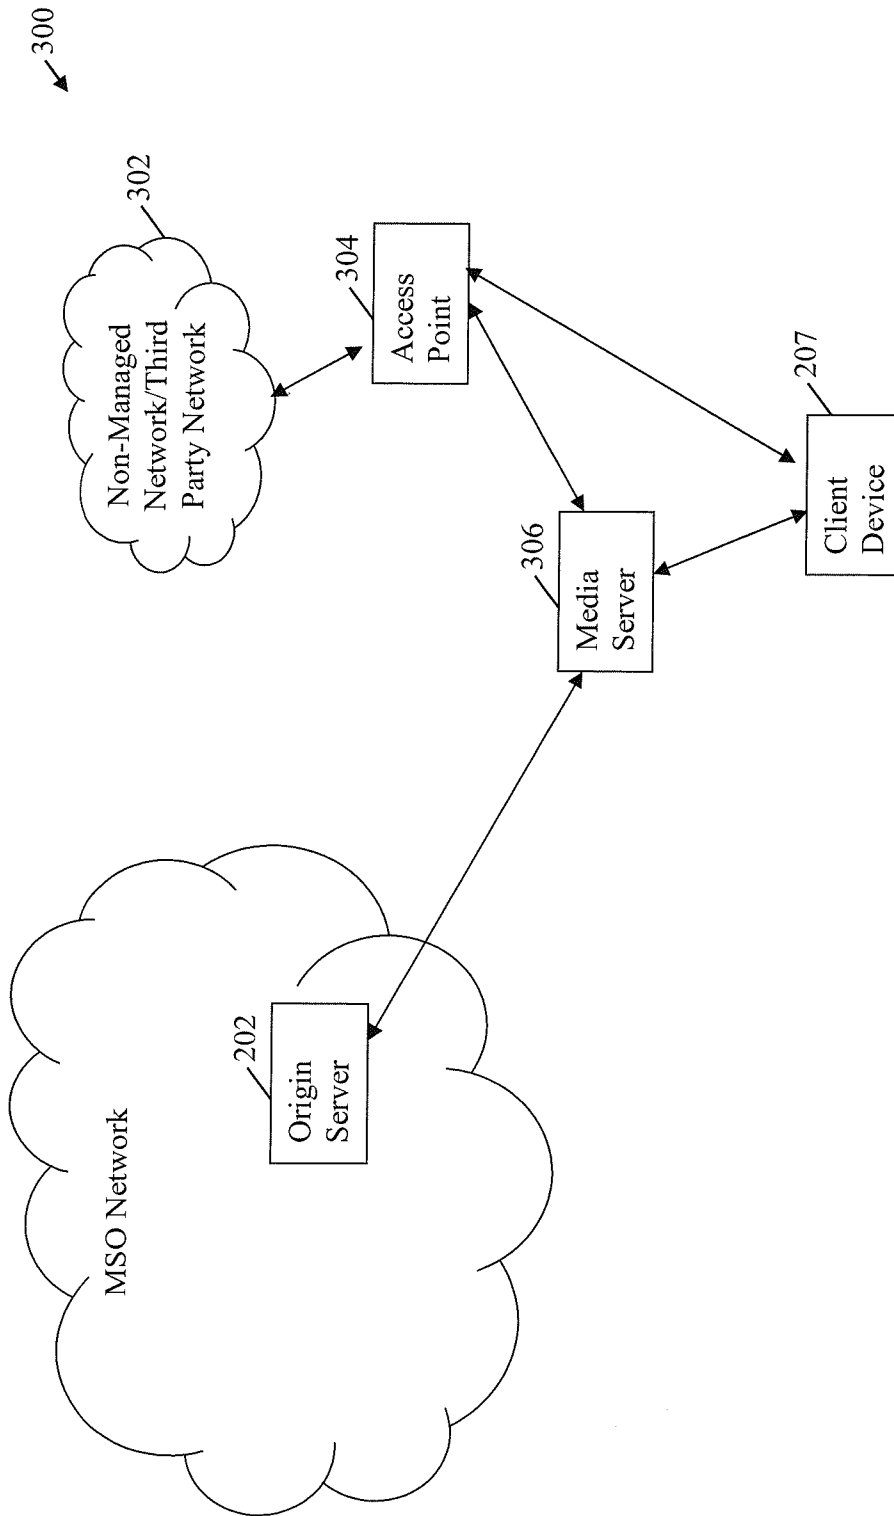 300
MSO Network
202
Origin
Server
302
Non-Managed
Network/Third
Party Network
304
Access
Point
306
Media
Server
207
Client
Device